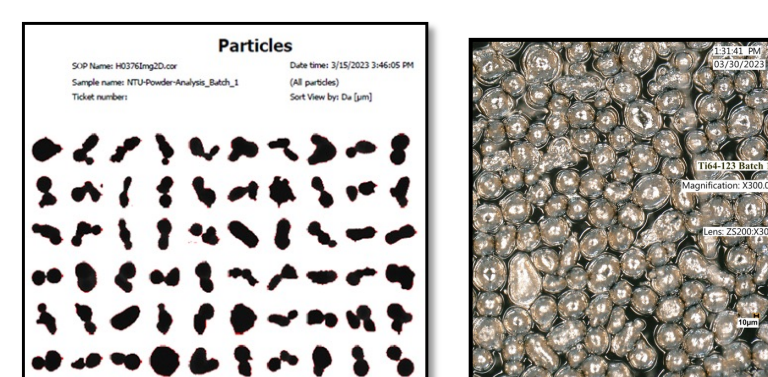 Particles
SOP Name: H0376Img2D.cor
Date time: 3/15/2023 3:46:05 PM
Sample name: NTU-Powder-Analysis_Batch_1
(All particles)
Ticket number:
Sort View by: Da [µm]
1:31:41 PM
03/30/2023
Ti64-123 Batch
Magnification: X300.0
Lens: ZS200:X30
10µm